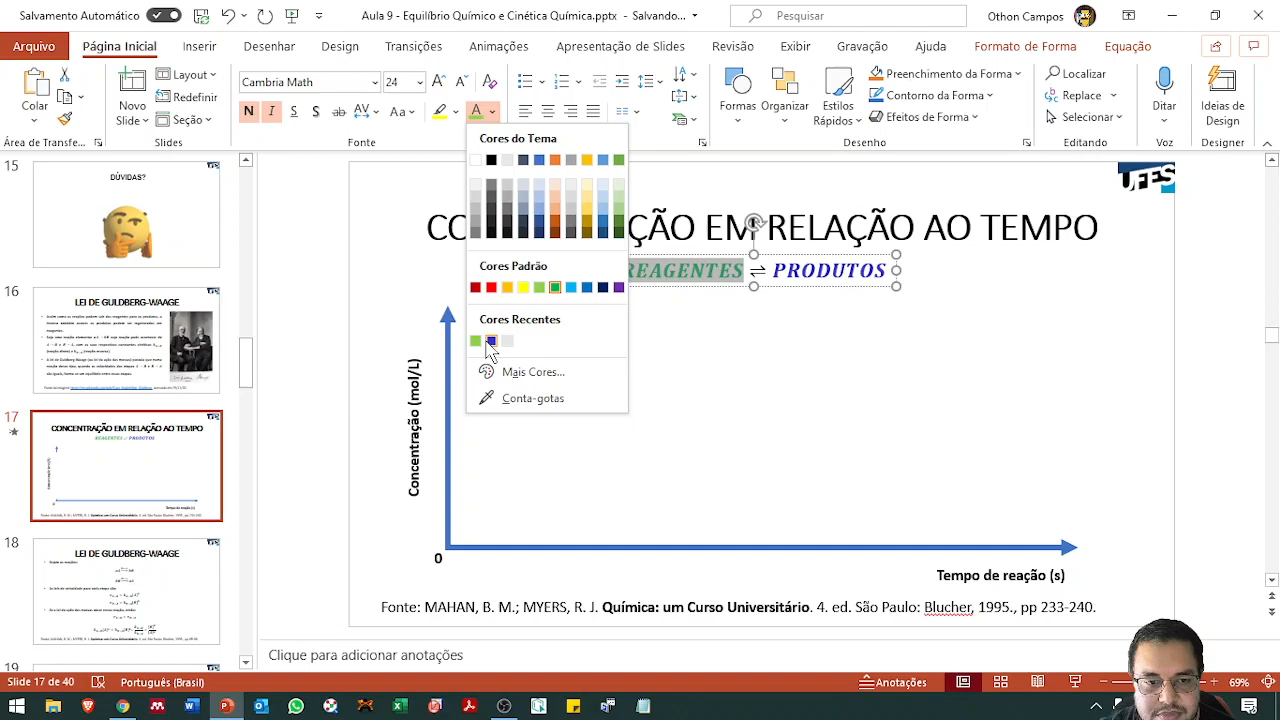 Salvamento Automático
Aula 9 - Equilíbrio Químico e Cinética Química.pptx - Salvando...
Pesquisar
Othon Campos
Arquivo
Página Inicial
Inserir
Desenhar
Design
Transições
Animações
Apresentação de Slides
Revisão
Exibir
Gravação
Ajuda
Formato de Forma
Equação
Colar
Novo
Slide
Layout
Redefinir
Seção
Cambria Math
24
N I S S ab AV Aa A
Formas
Organizar
Estilos
Rápidos
Preenchimento da Forma
Contorno da Forma
Efeitos de Forma
Localizar
Replace
Selecionar
Ditar
Ideias de
Designer
Área de Transfe...
Slides
Fonte
Desenho
Editando
Voz
Designer
Cores do Tema
Cores Padrão
Cores Recentes
Mais Cores...
Conta-gotas
15
DÚVIDAS?
16
LEI DE GULDBERG-WAAGE
17
CONCENTRAÇÃO EM RELAÇÃO AO TEMPO
REAGENTES ⇌ PRODUTOS
18
LEI DE GULDBERG-WAAGE
19
UFES
CO ÇÃO EM RELAÇÃO AO TEMPO
REAGENTES ⇌ PRODUTOS
Concentração (mol/L)
0
Tempo de reação (s)
Fonte: MAHAN, B. M.; MYERS, R. J. Química: um Curso Universitário. 4. ed. São Paulo: Blucher, 1995., pp 233-240.
Clique para adicionar anotações
Slide 17 de 40
Português (Brasil)
Anotações
69%